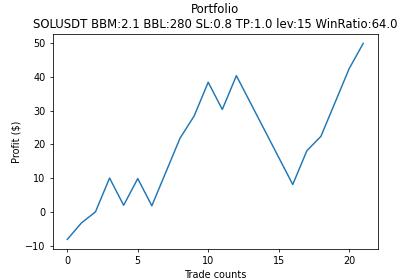 Portfolio
SOLUSDT BBM:2.1 BBL:280 SL:0.8 TP:1.0 lev:15 WinRatio:64.0
50
40
30
20
10
0
−10
Profit ($)
0 5 10 15 20
Trade counts